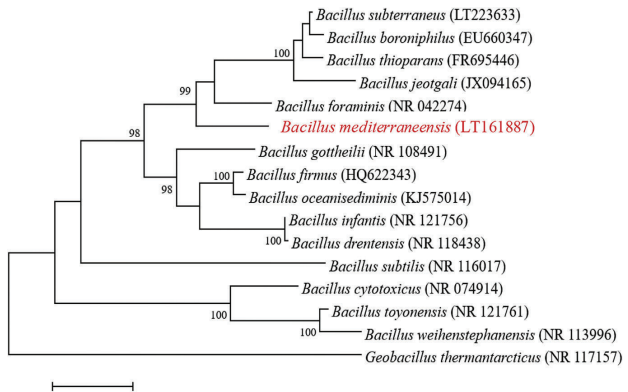 Bacillus subterraneus (LT223633)
Bacillus boroniphilus (EU660347)
Bacillus thioparans (FR695446)
100
Bacillus jeotgali (JX094165)
99
Bacillus foraminis (NR 042274)
Bacillus mediterraneensis (LT161887)
98
Bacillus gottheilii (NR 108491)
Bacillus firmus (HQ622343)
100
98
Bacillus oceanisediminis (KJ575014)
Bacillus infantis (NR 121756)
100
Bacillus drentensis (NR 118438)
Bacillus subtilis (NR 116017)
Bacillus cytotoxicus (NR 074914)
Bacillus toyonensis (NR 121761)
100
100
Bacillus weihenstephanensis (NR 113996)
Geobacillus thermantarcticus (NR 117157)